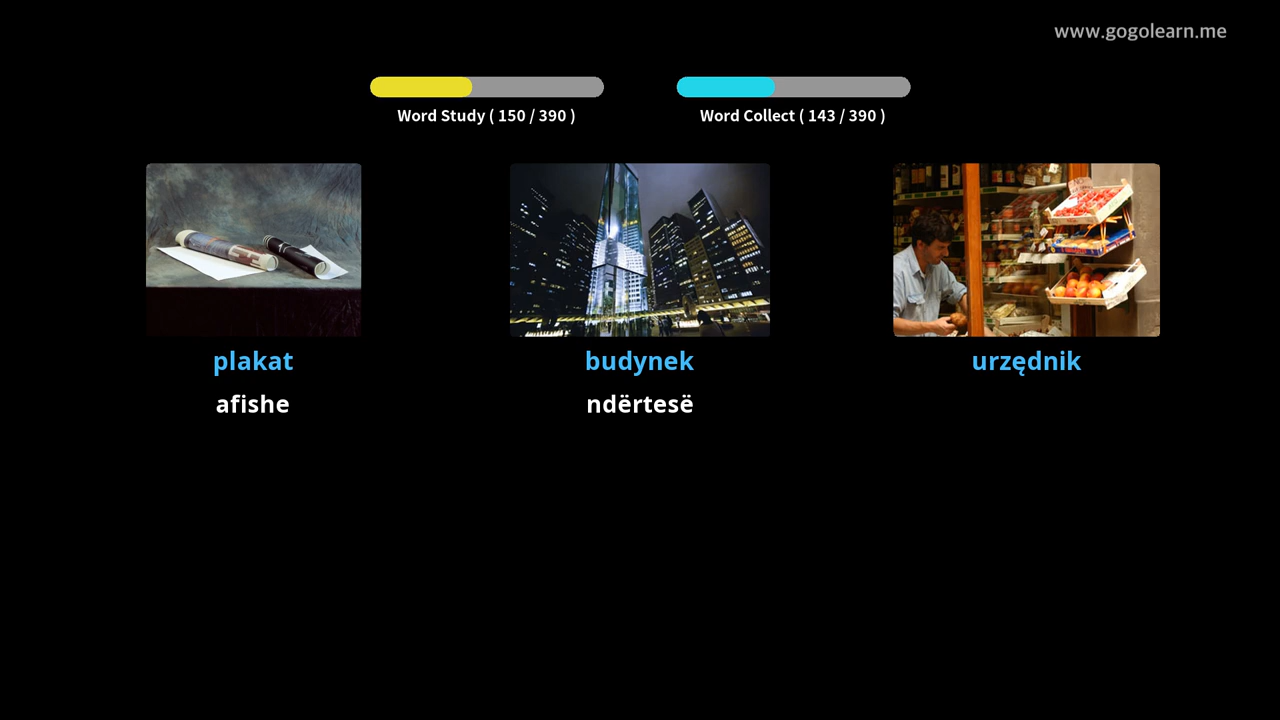 www.gogolearn.me
Word Study ( 150 / 390 )
Word Collect ( 143 / 390 )
plakat
budynek
urzędnik
afishe
ndërtesë